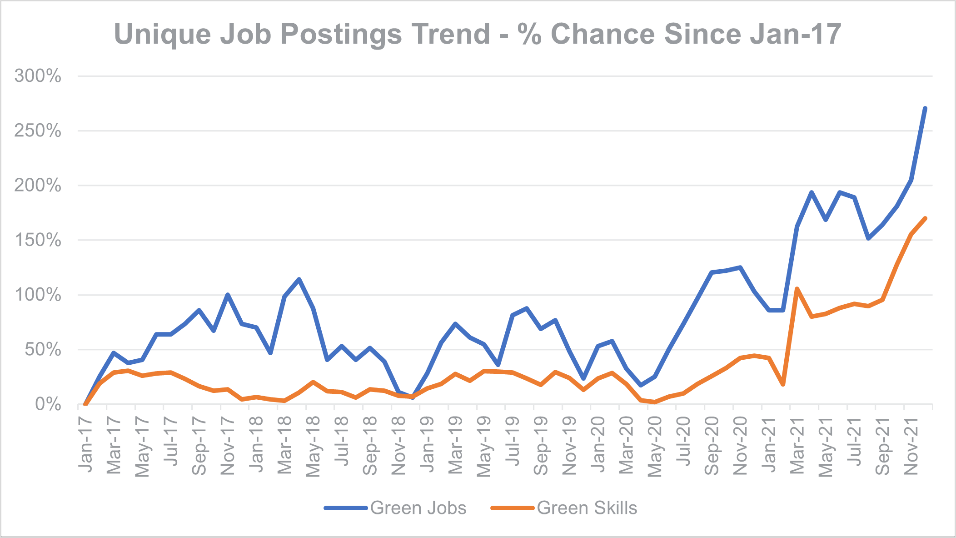 Unique Job Postings Trend - % Chance Since Jan-17
300%
250%
200%
150%
100%
50%
0%
Jan-17 Mar-17 May-17 Jul-17 Sep-17 Nov-17 Jan-18 Mar-18 May-18 Jul-18 Sep-18 Nov-18 Jan-19 Mar-19 May-19 Jul-19 Sep-19 Nov-19 Jan-20 Mar-20 May-20 Jul-20 Sep-20 Nov-20 Jan-21 Mar-21 May-21 Jul-21 Sep-21 Nov-21
Green Jobs Green Skills